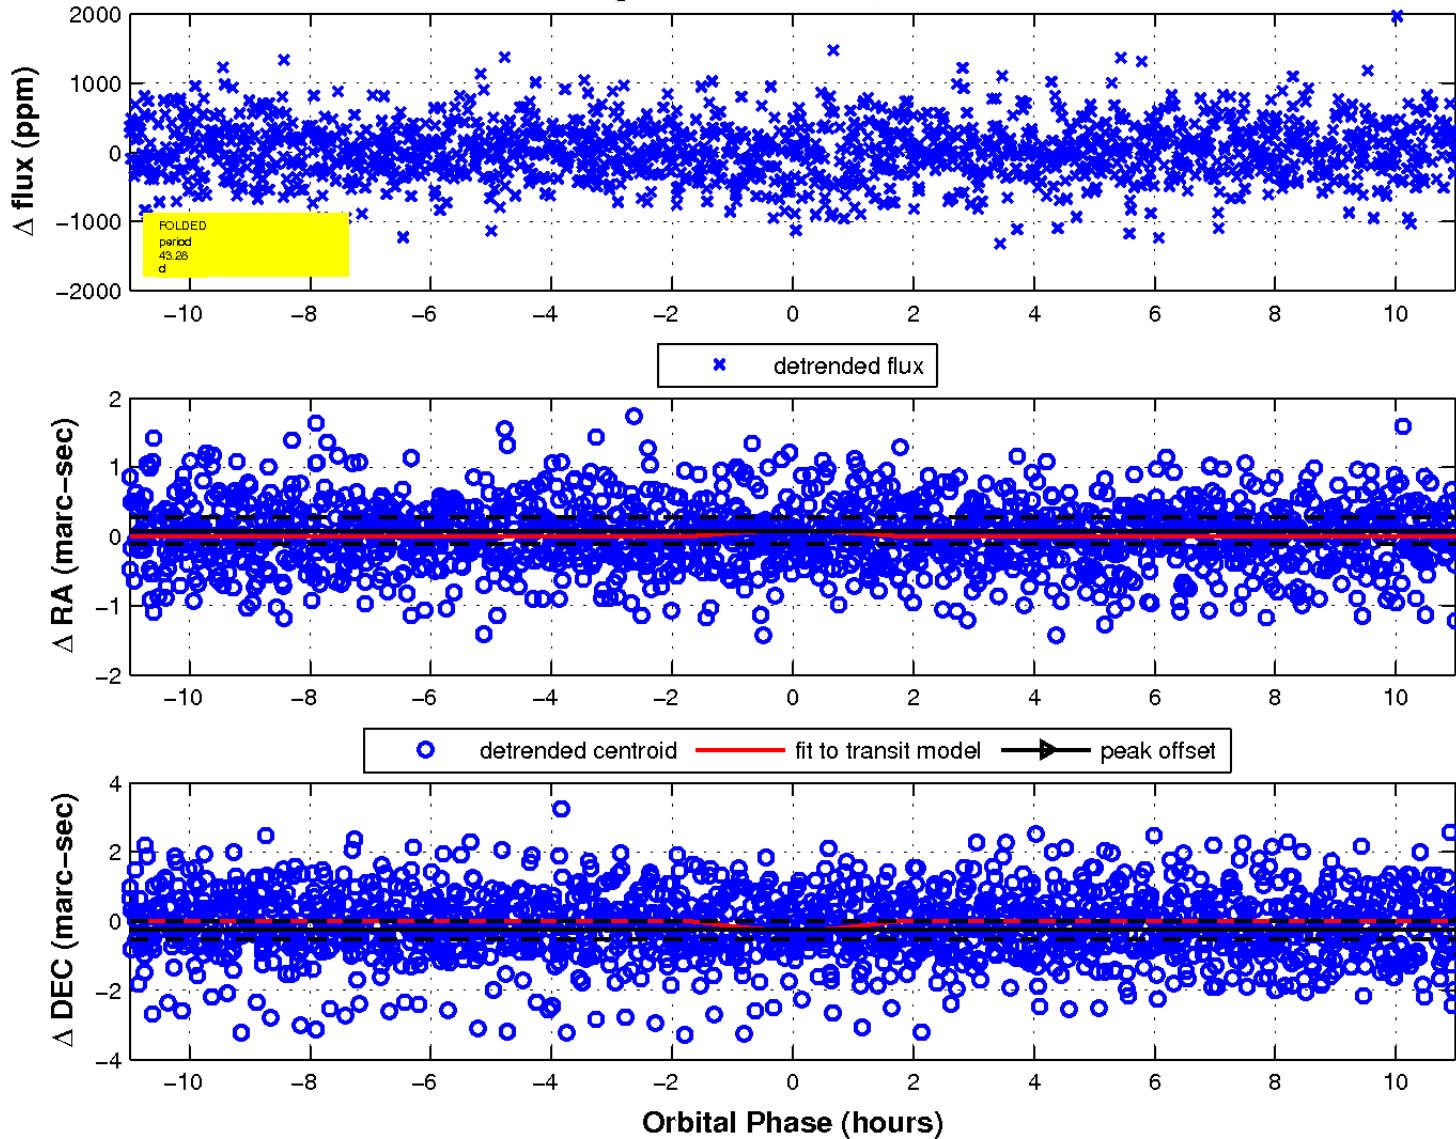 2000
1000
0
−1000
−2000
Δ flux (ppm)
FOLDED
period
43.26
d
−10 −8 −6 −4 −2 0 2 4 6 8 10
detrended flux
2
1
0
−1
−2
Δ RA (marc−sec)
−10 −8 −6 −4 −2 0 2 4 6 8 10
detrended centroid fit to transit model peak offset
4
2
0
−2
−4
Δ DEC (marc−sec)
−10 −8 −6 −4 −2 0 2 4 6 8 10
Orbital Phase (hours)